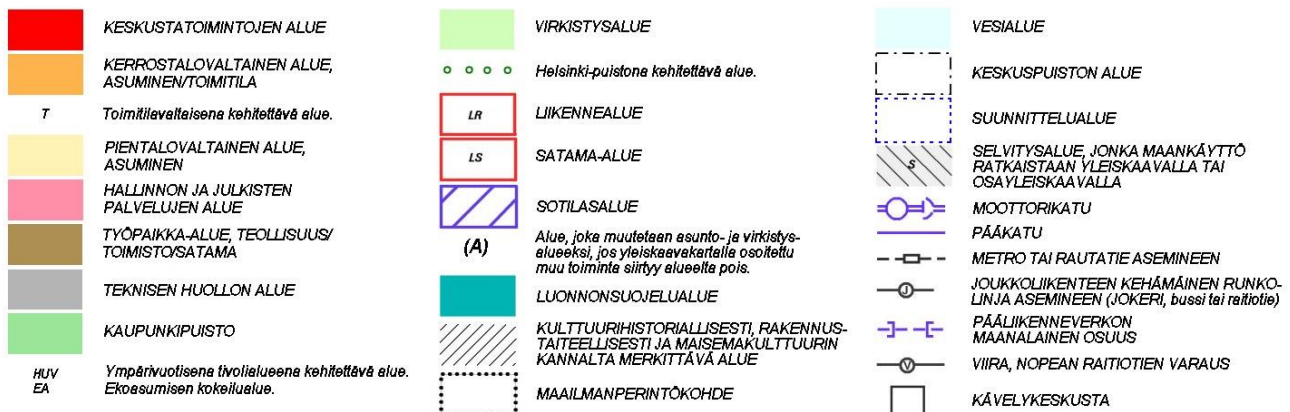 KESKUSTATOIMINTOJEN ALUE
KERROSTALOVALTAINEN ALUE,
ASUMINEN/TOIMITILA
T
Toimitilavaltaisena kehitettävä alue.
PIENTALOVALTAINEN ALUE,
ASUMINEN
HALLINNON JA JULKISTEN
PALVELUJEN ALUE
TYÖPAIKKA-ALUE, TEOLLISUUS/
TOIMISTO/SATAMA
TEKNISEN HUOLLON ALUE
KAUPUNKIPUISTO
HUV
Ympärivuotisena tivolialueena kehitettävä alue.
EA
Ekoasumisen kokeilualue.
VIRKISTYSALUE
Helsinki-puistona kehitettävä alue.
LR
LIIKENNEALUE
LS
SATAMA-ALUE
SOTILASALUE
(A)
Alue, joka muutetaan asunto- ja virkistys-
alueeksi, jos yleiskaavakartalla osoitettu
muu toiminta siirtyy alueelta pois.
LUONNONSUOJELUALUE
KULTTUURIHISTORIALLISESTI, RAKENNUS-
TAITEELLISESTI JA MAISEMAKULTTUURIN
KANNALTA MERKITTÄVÄ ALUE
MAAILMANPERINTÖKOHDE
VESIALUE
KESKUSPUISTON ALUE
SUUNNITTELUALUE
S
SELVITYSALUE, JONKA MAANKÄYTTÖ
RATKAISTAAN YLEISKAAVALLA TAI
OSAYLEISKAAVALLA
MOOTTORIKATU
PÄÄKATU
METRO TAI RAUTATIE ASEMINEEN
J
JOUKKOLIIKENTEEN KEHÄMÄINEN RUNKO-
LINJA ASEMINEEN (JOKERI, bussi tai raitiotie)
PÄÄLIIKENNEVERKON
MAANALAINEN OSUUS
V
VIIRA, NOPEAN RAITIOTIEN VARAUS
KÄVELYKESKUSTA